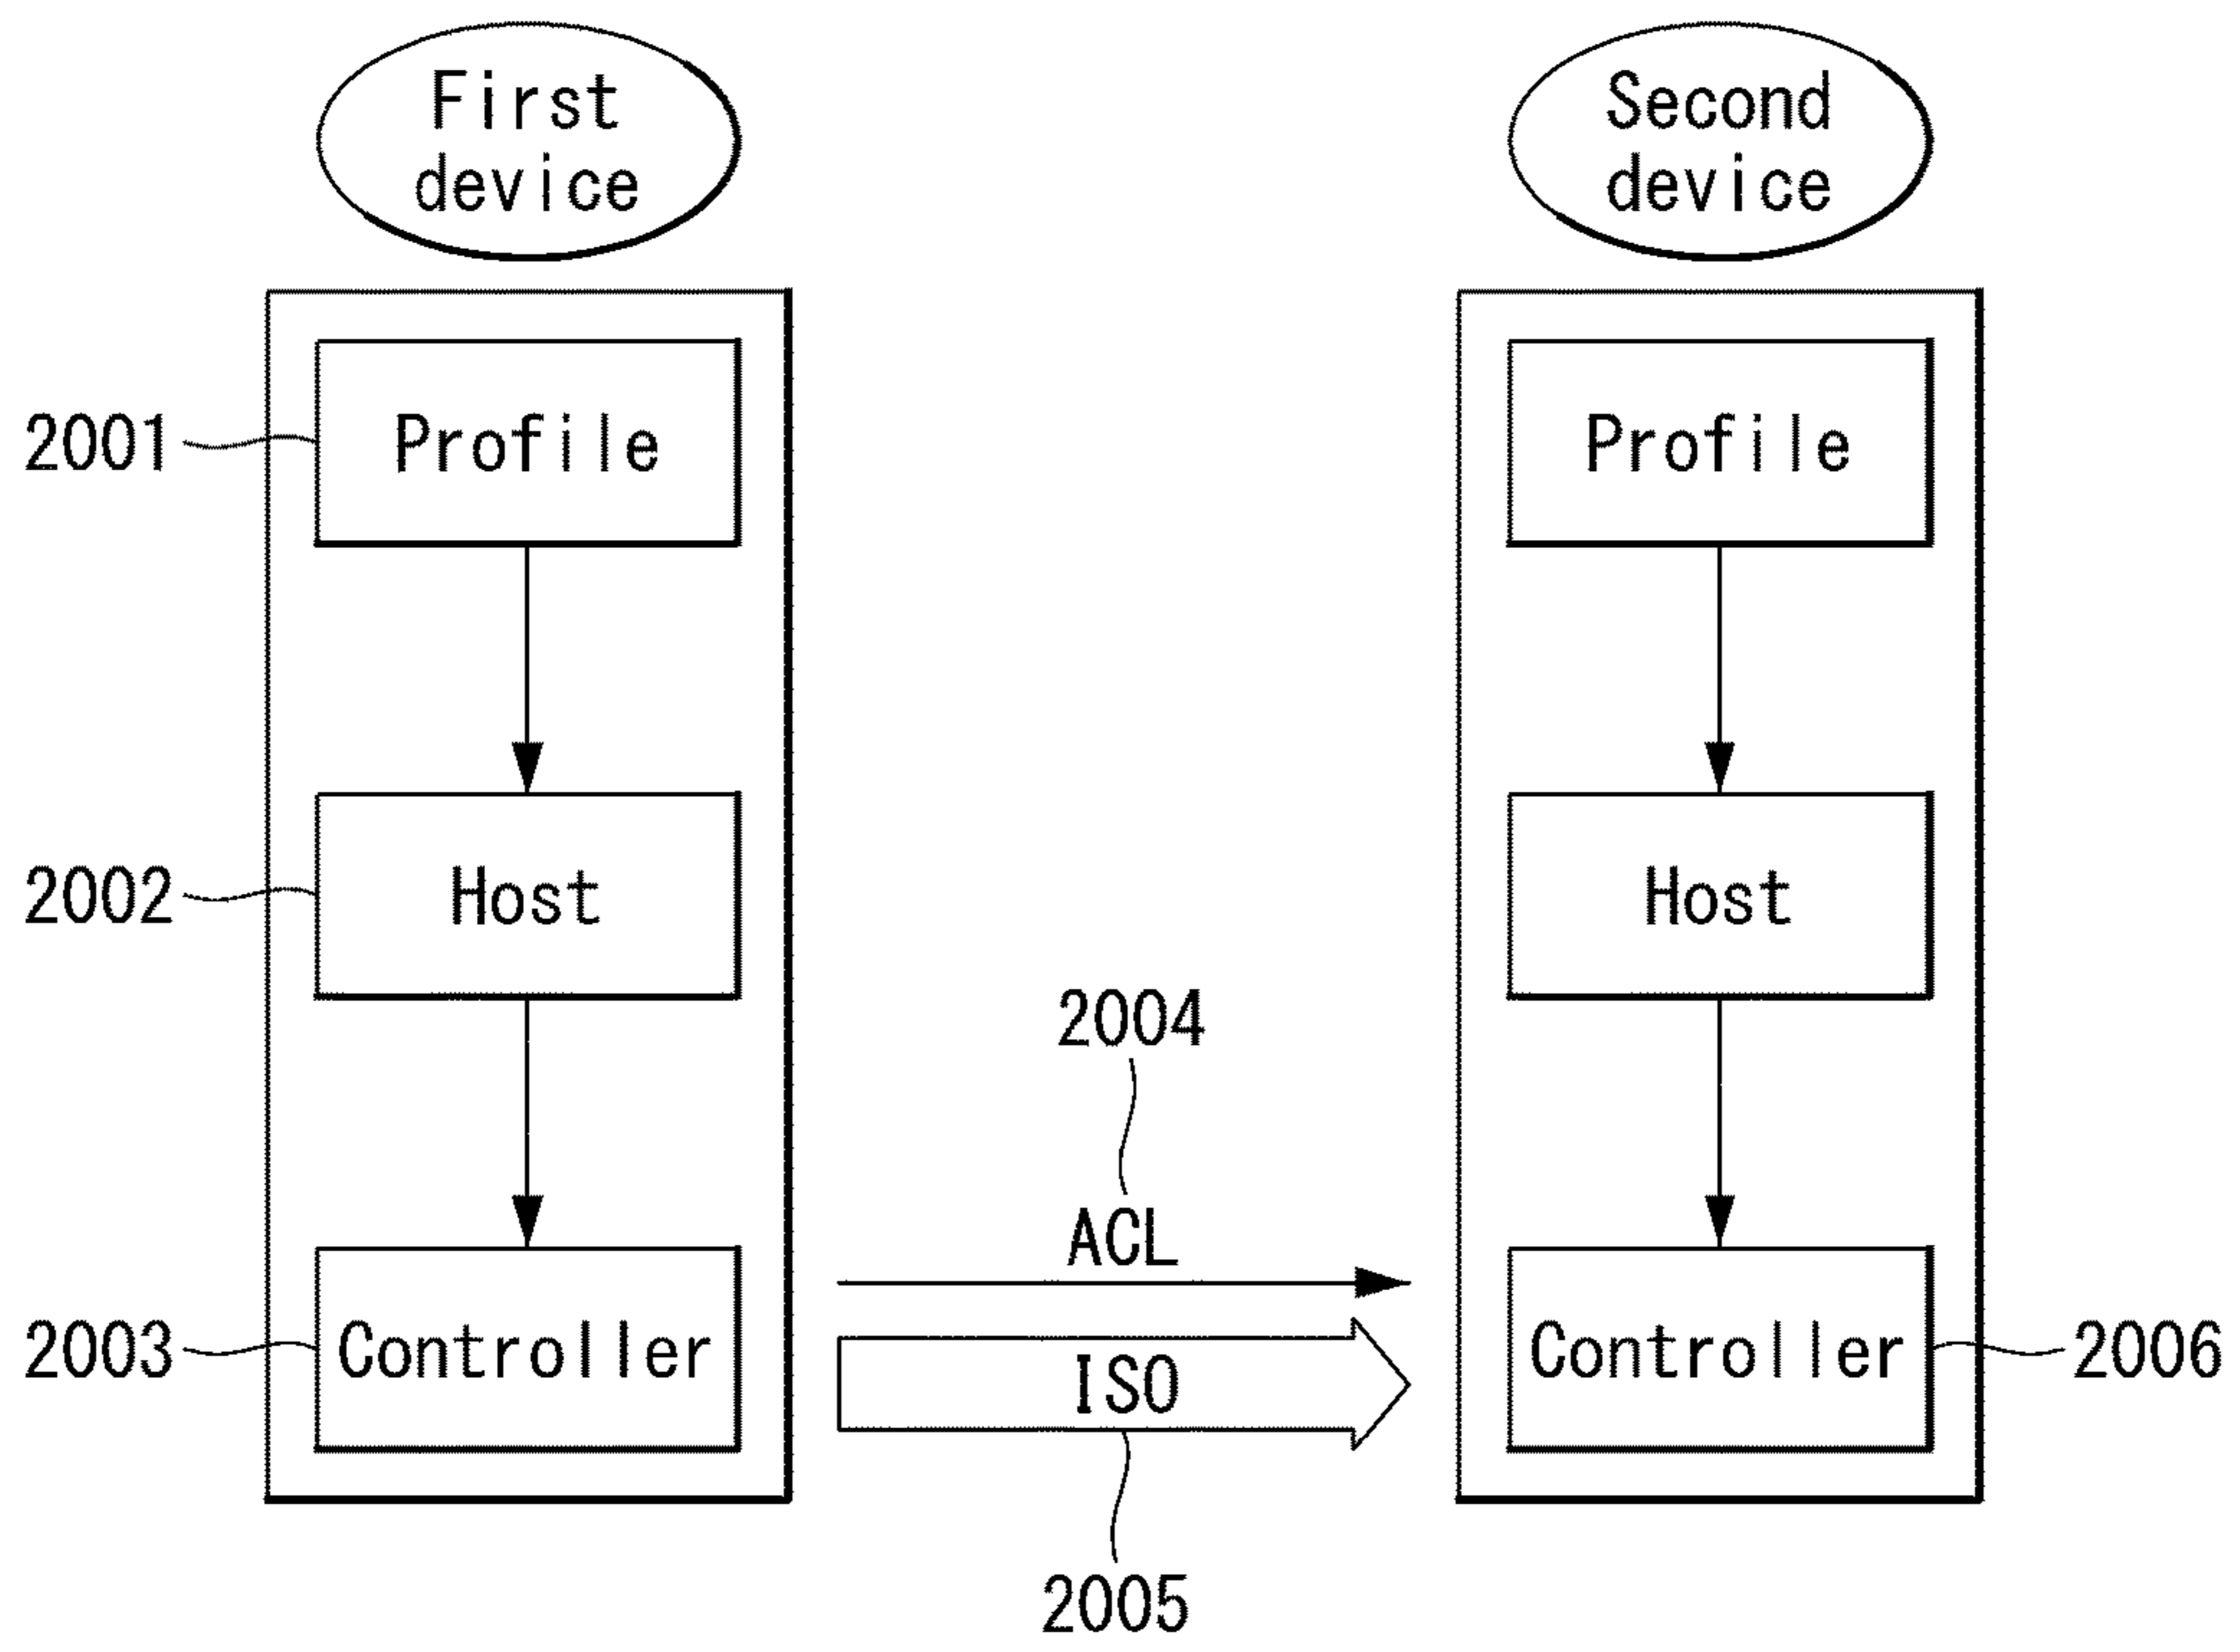 First
device
Second
device
2001
Profile
Profile
2002
Host
Host
2004
ACL
2003
Controller
ISO
Controller
2006
2005